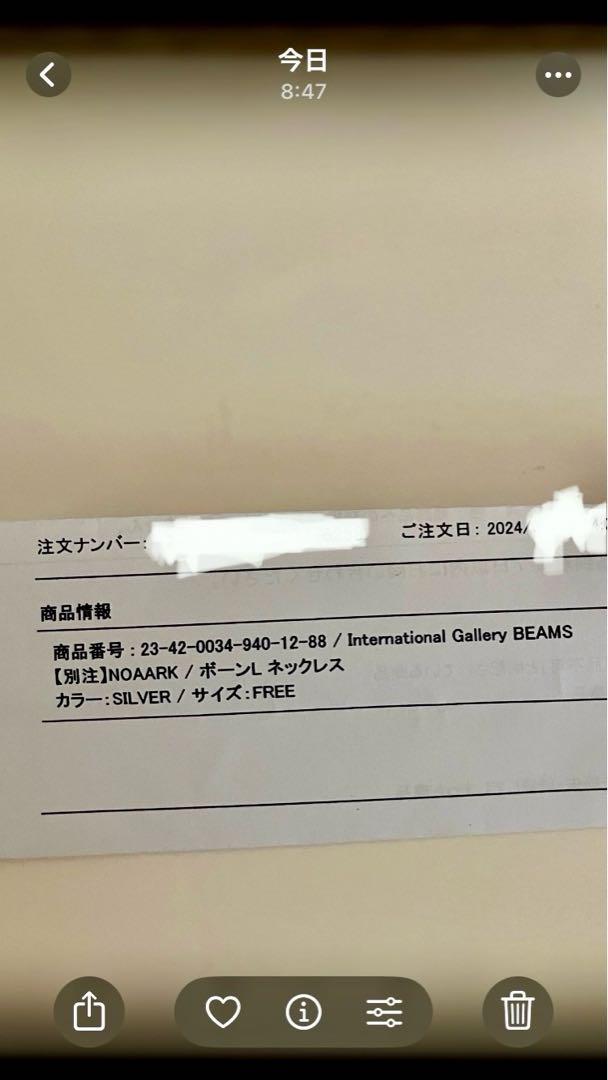 今日
8:47
注文ナンバー:
ご注文日: 2024/
商品情報
商品番号 : 23-42-0034-940-12-88 / International Gallery BEAMS
【別注】NOAARK / ボーンL ネックレス
カラー:SILVER / サイズ:FREE